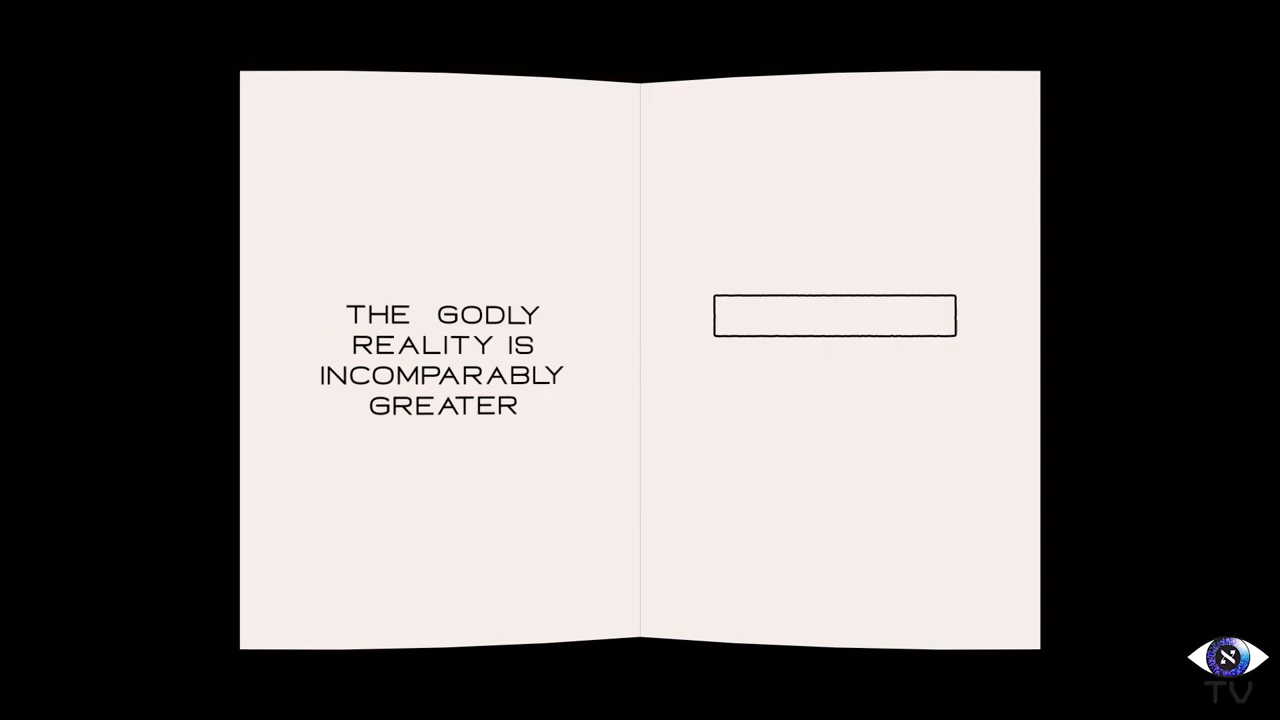 THE GODLY
REALITY IS
INCOMPARABLY
GREATER
א
TV